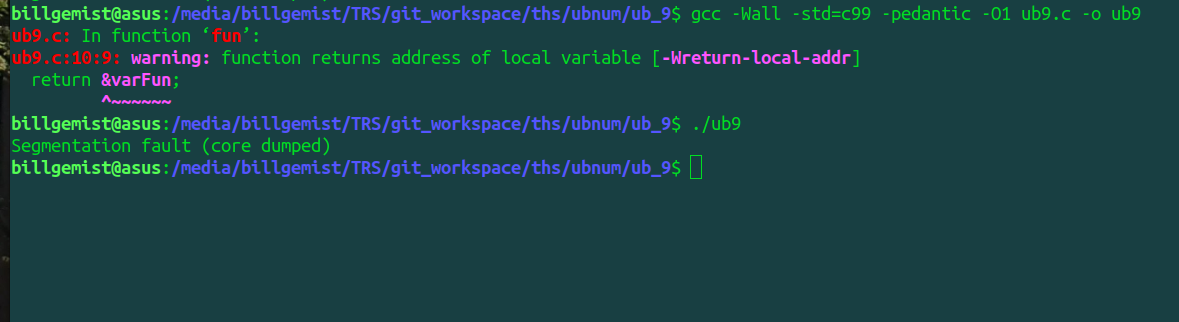 billgemist@asus:/media/billgemist/TRS/git_workspace/ths/ubnum/ub_9$ gcc -Wall -std=c99 -pedantic -O1 ub9.c -o ub9
ub9.c: In function ‘fun’:
ub9.c:10:9: warning: function returns address of local variable [-Wreturn-local-addr]
  return &varFun;
         ^~~~~~~
billgemist@asus:/media/billgemist/TRS/git_workspace/ths/ubnum/ub_9$ ./ub9
Segmentation fault (core dumped)
billgemist@asus:/media/billgemist/TRS/git_workspace/ths/ubnum/ub_9$